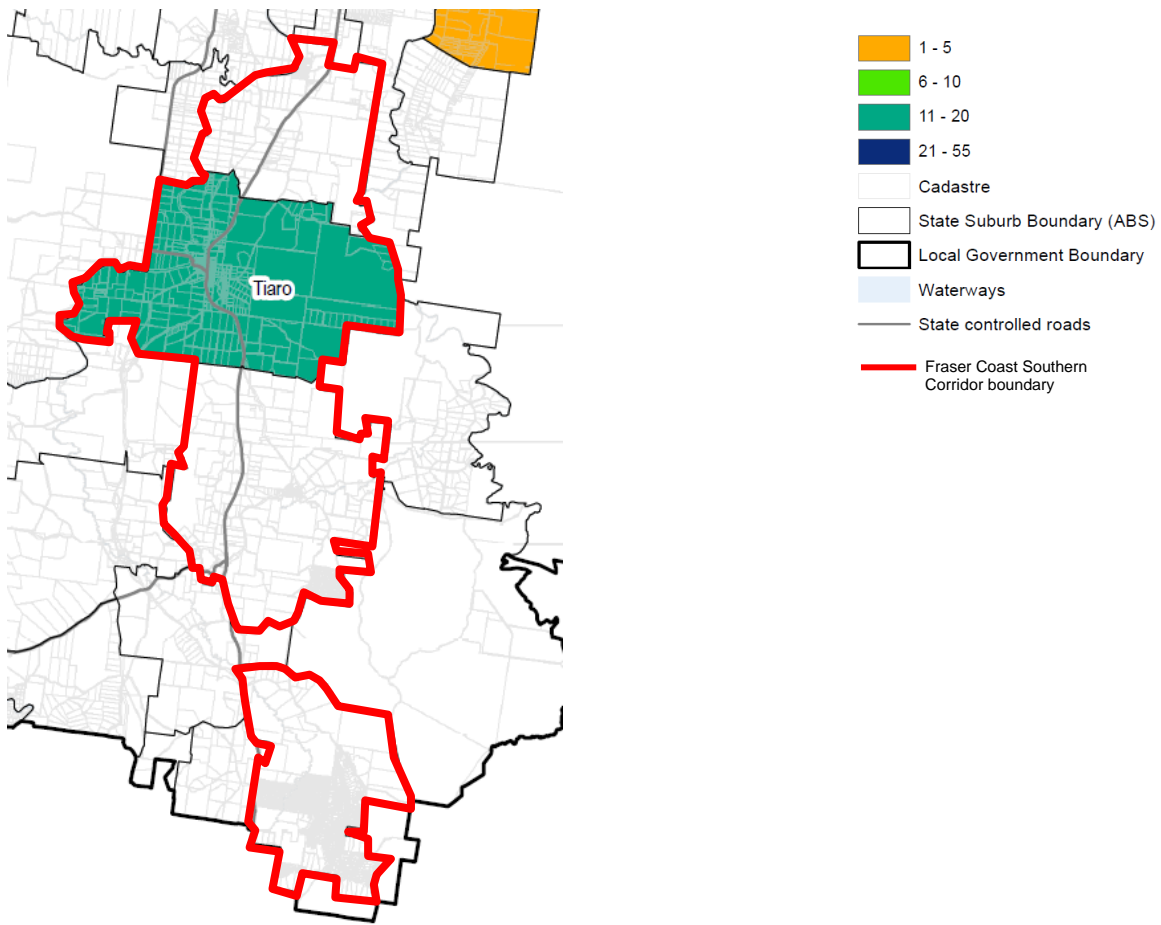 1 - 5
6 - 10
11 - 20
21 - 55
Cadastre
State Suburb Boundary (ABS)
Local Government Boundary
Waterways
State controlled roads
Fraser Coast Southern
Corridor boundary
Tiaro